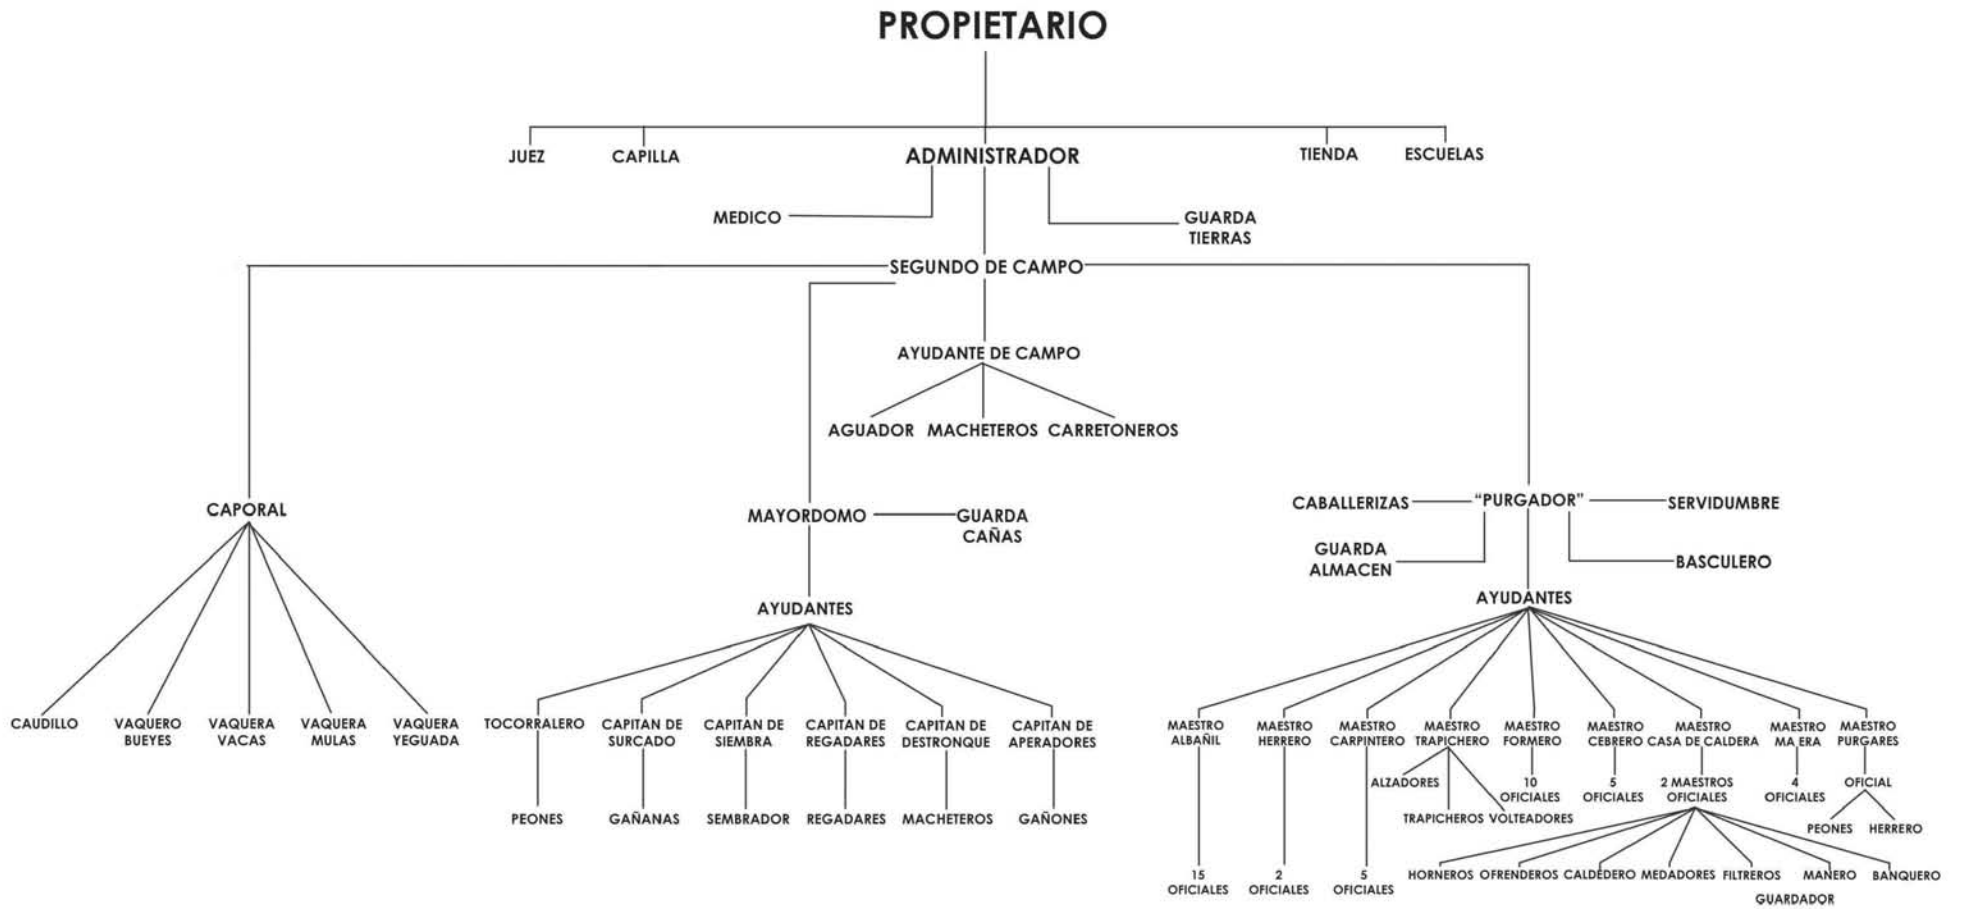 PROPIETARIO
JUEZ
CAPILLA
ADMINISTRADOR
TIENDA
ESCUELAS
MEDICO
GUARDA
TIERRAS
SEGUNDO DE CAMPO
AYUDANTE DE CAMPO
AGUADOR MACHETEROS CARRETONEROS
CAPORAL
MAYORDOMO
GUARDA
CAÑAS
CABALLERIZAS
“PURGADOR”
SERVIDUMBRE
GUARDA
ALMACEN
BASCULERO
AYUDANTES
AYUDANTES
CAUDILLO
VAQUERO
BUEYES
VAQUERA
VACAS
VAQUERA
MULAS
VAQUERA
YEGUADA
TOCORRALERO
CAPITAN DE
SURCADO
CAPITAN DE
SIEMBRA
CAPITAN DE
REGADARES
CAPITAN DE
DESTRONQUE
CAPITAN DE
APERADORES
PEONES
GAÑANAS
SEMBRADOR
REGADARES
MACHETEROS
GAÑONES
MAESTRO
ALBAÑIL
MAESTRO
HERRERO
MAESTRO
CARPINTERO
MAESTRO
TRAPICHERO
MAESTRO
FORMERO
MAESTRO
CEBRERO
MAESTRO
CASA DE CALDERA
MAESTRO
MA ERA
MAESTRO
PURGARES
ALZADORES
10
OFICIALES
5
OFICIALES
2 MAESTROS
OFICIALES
4
OFICIALES
OFICIAL
TRAPICHEROS VOLTEADORES
PEONES
HERRERO
15
OFICIALES
2
OFICIALES
5
OFICIALES
HORNEROS OFRENDEROS CALDEDERO MEDADORES FILTREROS MANERO BANQUERO
GUARDADOR